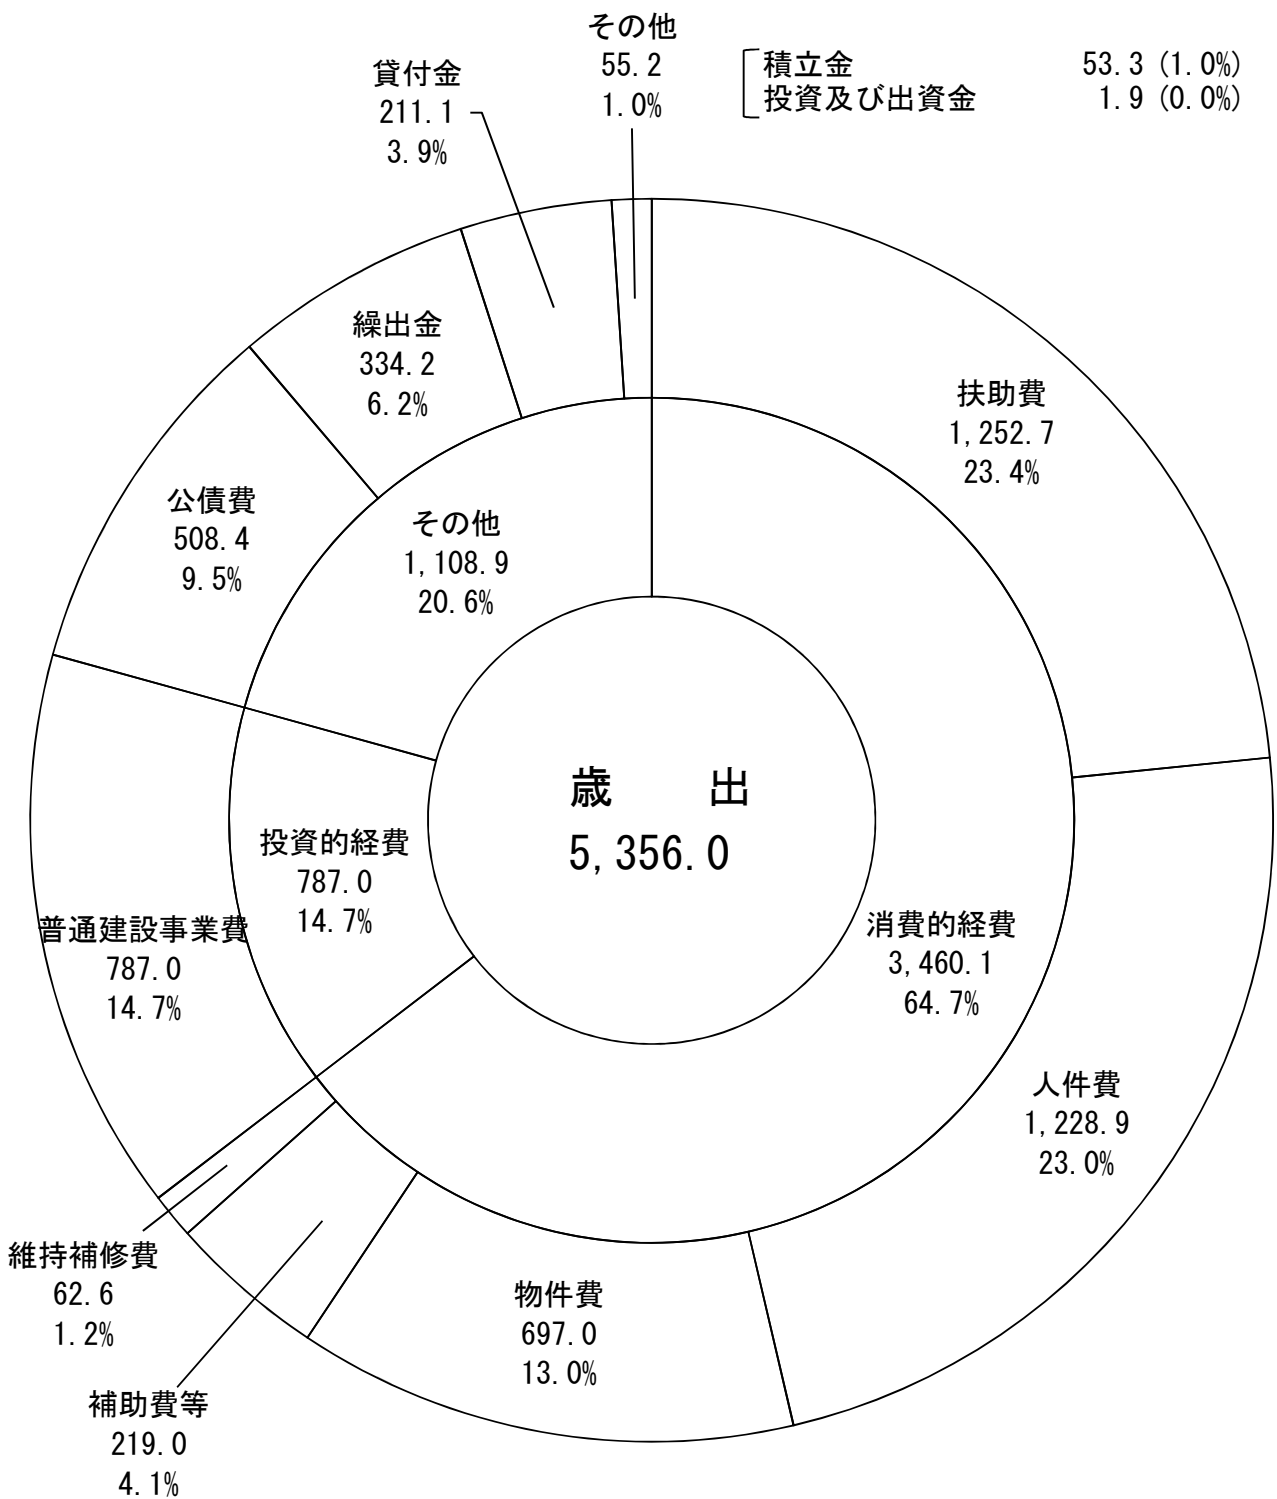 その他
55.2
1.0%
積立金 53.3 (1.0%)
投資及び出資金 1.9 (0.0%)
貸付金
211.1
3.9%
繰出金
334.2
6.2%
扶助費
1,252.7
23.4%
公債費
508.4
9.5%
その他
1,108.9
20.6%
歳 出
5,356.0
投資的経費
787.0
14.7%
普通建設事業費
787.0
14.7%
消費的経費
3,460.1
64.7%
人件費
1,228.9
23.0%
維持補修費
62.6
1.2%
物件費
697.0
13.0%
補助費等
219.0
4.1%